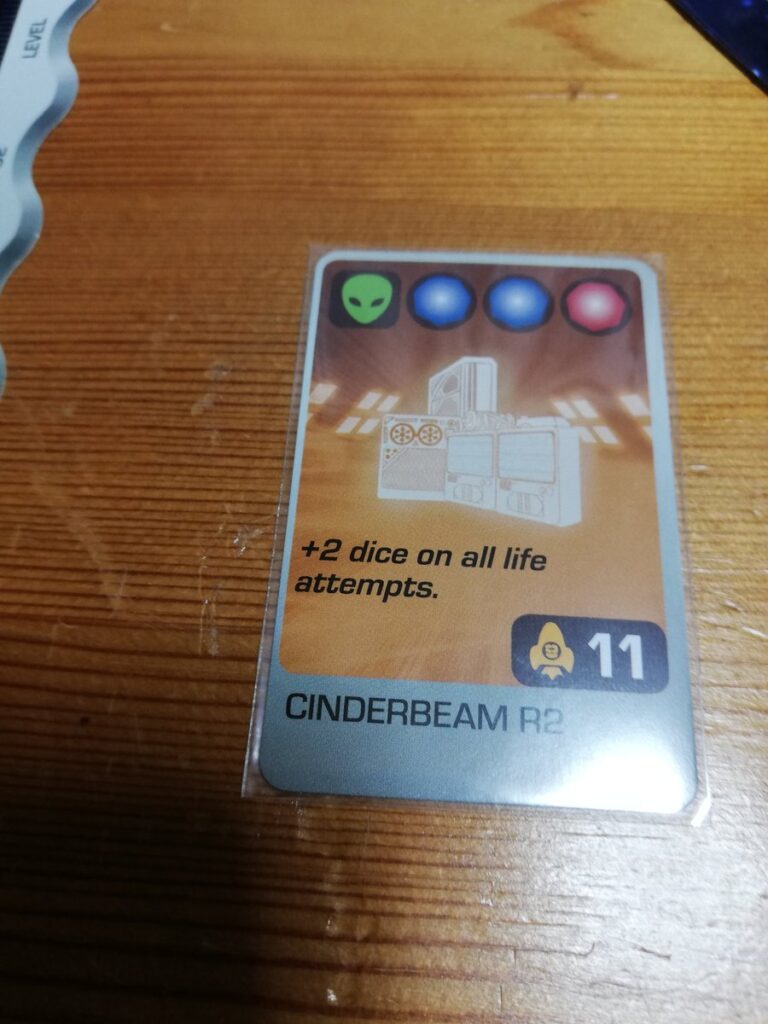 LEVEL
+2 dice on all life
attempts.
11
CINDERBEAM R2